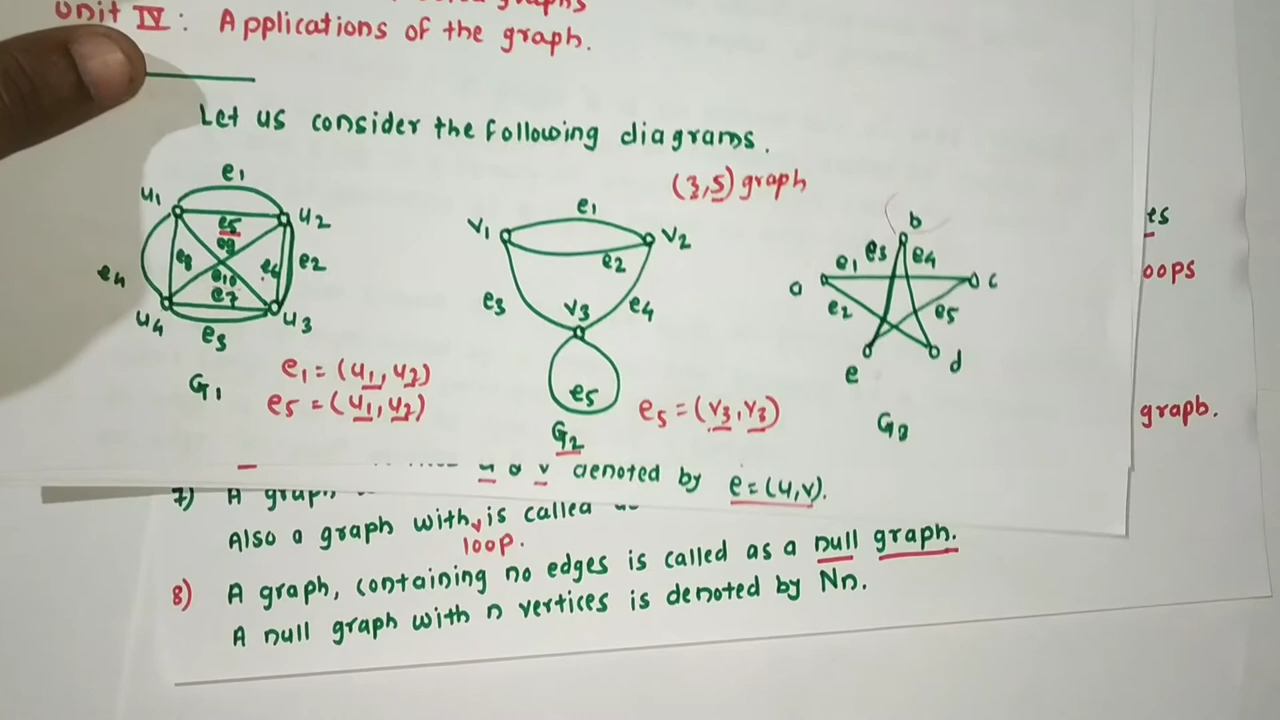 Unit IV: Applications of the graph.
Let us consider the following diagrams.
(3,5) graph
e1
u1
u2
e5
e9
e4
e8
e6
e2
e10
e7
u4
u3
e3
G1
e1 = (u1, u2)
e5 = (u1, u2)
e1
v1
v2
e2
e3
v3
e4
e5
G2
e5 = (v3, v3)
b
e3
e4
e1
a
c
e2
e5
e
d
G3
es
oops
grapb.
denoted by e = (u,v).
7) A graph
Also a graph with is called
loop.
8) A graph, containing no edges is called as a null graph.
A null graph with n vertices is denoted by Nn.